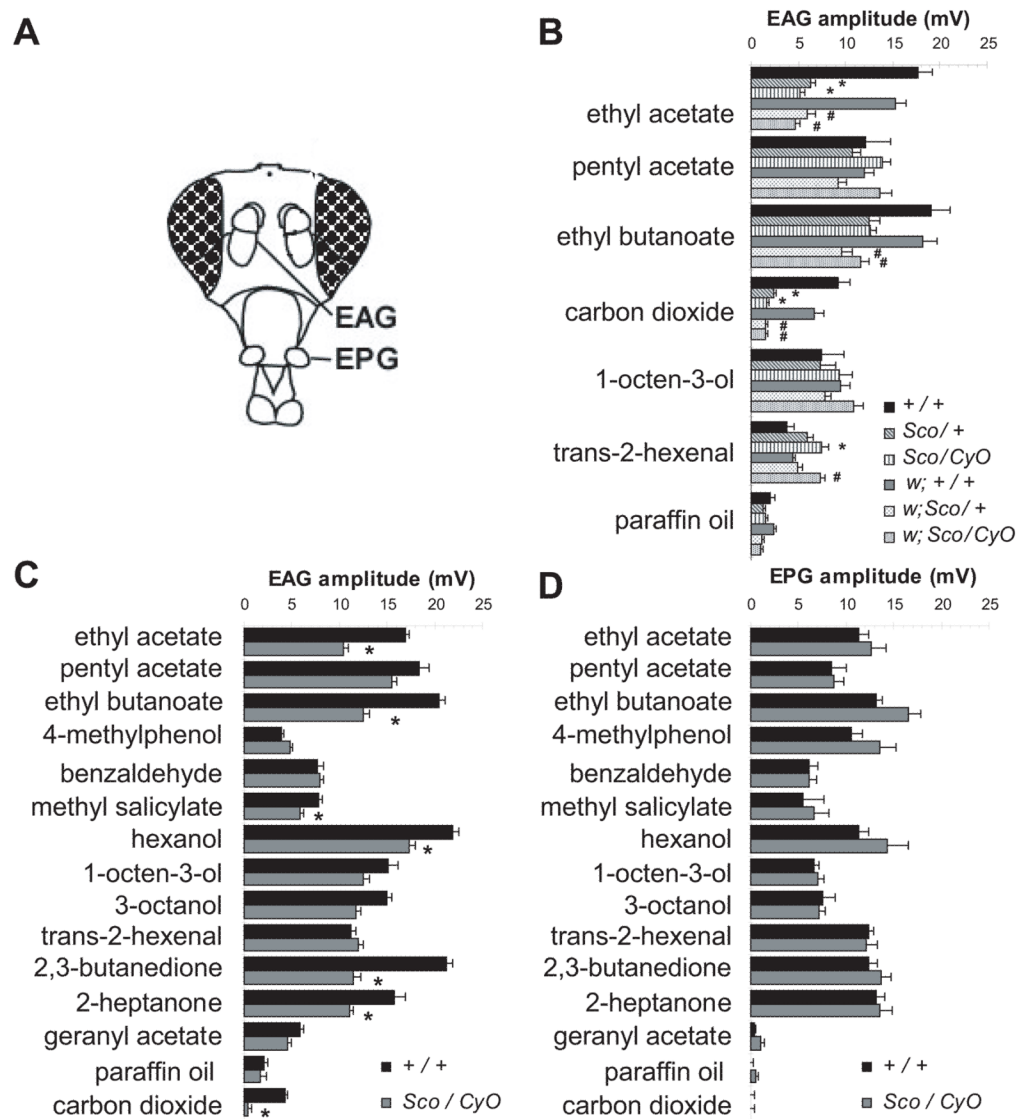 A
EAG
EPG
B
EAG amplitude (mV)
0 5 10 15 20 25
ethyl acetate
*
*
#
#
pentyl acetate
ethyl butanoate
#
#
carbon dioxide
*
*
#
#
1-octen-3-ol
trans-2-hexenal
*
#
paraffin oil
+ / +
Sco / +
Sco/CyO
w; + / +
w;Sco/ +
w; Sco/CyO
C
EAG amplitude (mV)
0 5 10 15 20 25
ethyl acetate
*
pentyl acetate
ethyl butanoate
*
4-methylphenol
benzaldehyde
methyl salicylate
*
hexanol
*
1-octen-3-ol
3-octanol
trans-2-hexenal
2,3-butanedione
*
2-heptanone
*
geranyl acetate
paraffin oil
carbon dioxide
*
+ / +
Sco / CyO
D
EPG amplitude (mV)
0 5 10 15 20 25
ethyl acetate
pentyl acetate
ethyl butanoate
4-methylphenol
benzaldehyde
methyl salicylate
hexanol
1-octen-3-ol
3-octanol
trans-2-hexenal
2,3-butanedione
2-heptanone
geranyl acetate
paraffin oil
carbon dioxide
+ / +
Sco / CyO